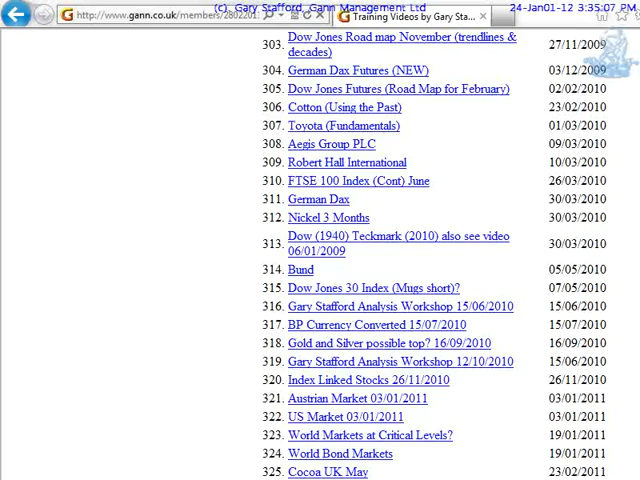 (c), Gary Stafford, Gann Management Ltd
24-Jan01-12 3:35:07 PM
http://www.gann.co.uk/members/2802201
Training Videos by Gary Sta...
303. Dow Jones Road map November (trendlines & decades) 27/11/2009
304. German Dax Futures (NEW) 03/12/2009
305. Dow Jones Futures (Road Map for February) 02/02/2010
306. Cotton (Using the Past) 23/02/2010
307. Toyota (Fundamentals) 01/03/2010
308. Aegis Group PLC 09/03/2010
309. Robert Hall International 10/03/2010
310. FTSE 100 Index (Cont) June 26/03/2010
311. German Dax 30/03/2010
312. Nickel 3 Months 30/03/2010
313. Dow (1940) Teckmark (2010) also see video 06/01/2009 30/03/2010
314. Bund 05/05/2010
315. Dow Jones 30 Index (Mugs short)? 07/05/2010
316. Gary Stafford Analysis Workshop 15/06/2010 15/06/2010
317. BP Currency Converted 15/07/2010 15/07/2010
318. Gold and Silver possible top? 16/09/2010 16/09/2010
319. Gary Stafford Analysis Workshop 12/10/2010 15/06/2010
320. Index Linked Stocks 26/11/2010 26/11/2010
321. Austrian Market 03/01/2011 03/01/2011
322. US Market 03/01/2011 03/01/2011
323. World Markets at Critical Levels? 19/01/2011
324. World Bond Markets 19/01/2011
325. Cocoa UK May 23/02/2011